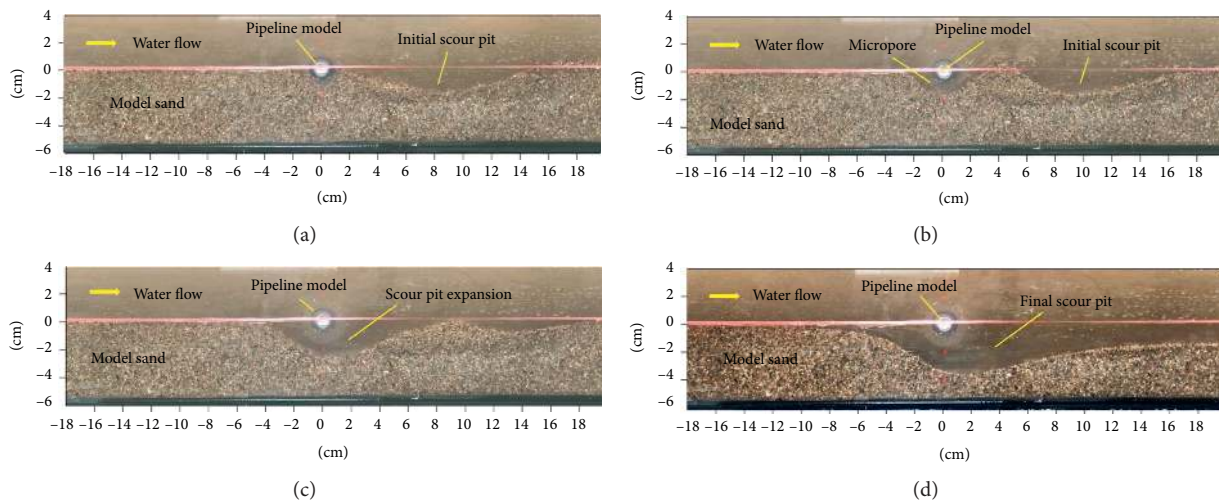 4
2
0
−2
−4
−6
(cm)
Water flow
Pipeline model
Initial scour pit
Model sand
−18 −16 −14 −12 −10 −8 −6 −4 −2 0 2 4 6 8 10 12 14 16 18
(cm)
(a)
4
2
0
−2
−4
−6
(cm)
Water flow
Micropore
Pipeline model
Initial scour pit
Model sand
−18 −16 −14 −12 −10 −8 −6 −4 −2 0 2 4 6 8 10 12 14 16 18
(cm)
(b)
4
2
0
−2
−4
−6
(cm)
Water flow
Pipeline model
Scour pit expansion
Model sand
−18 −16 −14 −12 −10 −8 −6 −4 −2 0 2 4 6 8 10 12 14 16 18
(cm)
(c)
4
2
0
−2
−4
−6
(cm)
Water flow
Pipeline model
Final scour pit
Model sand
−18 −16 −14 −12 −10 −8 −6 −4 −2 0 2 4 6 8 10 12 14 16 18
(cm)
(d)